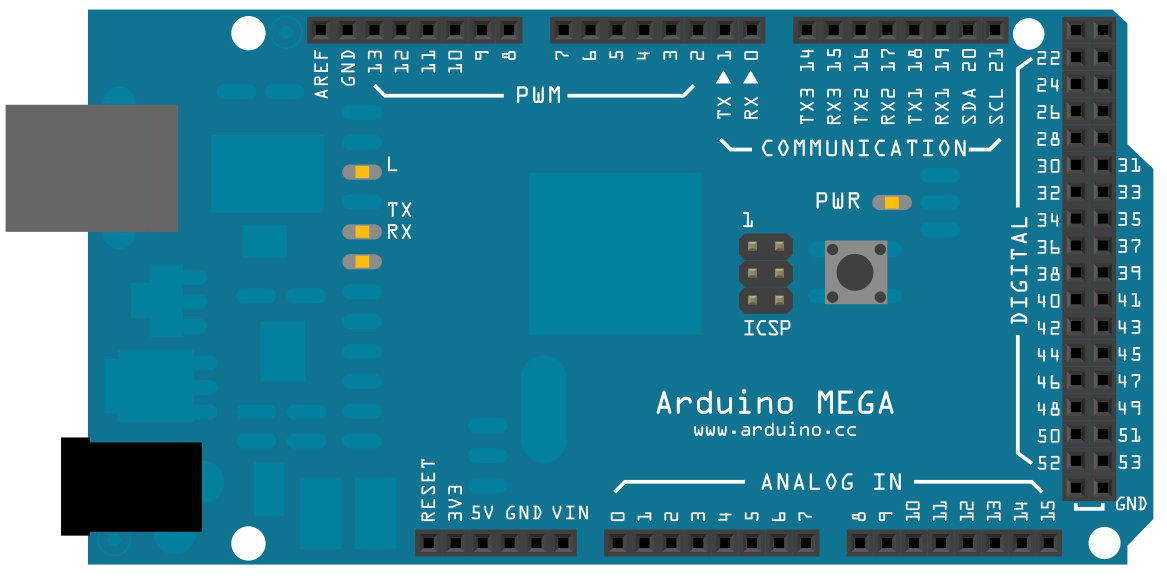 AREF GND 13 12 11 10 9 8 7 6 5 4 3 2 1 0 14 15 16 17 18 19 20 21
TX RX TX3 RX3 TX2 RX2 TX1 RX1 SDA SCL
PWM
COMMUNICATION
L
TX
RX
PWR
1
ICSP
DIGITAL
22
24
26
28
30 31
32 33
34 35
36 37
38 39
40 41
42 43
44 45
46 47
48 49
50 51
52 53
GND
Arduino MEGA
www.arduino.cc
ANALOG IN
RESET 3V3 5V GND VIN 0 1 2 3 4 5 6 7 8 9 10 11 12 13 14 15